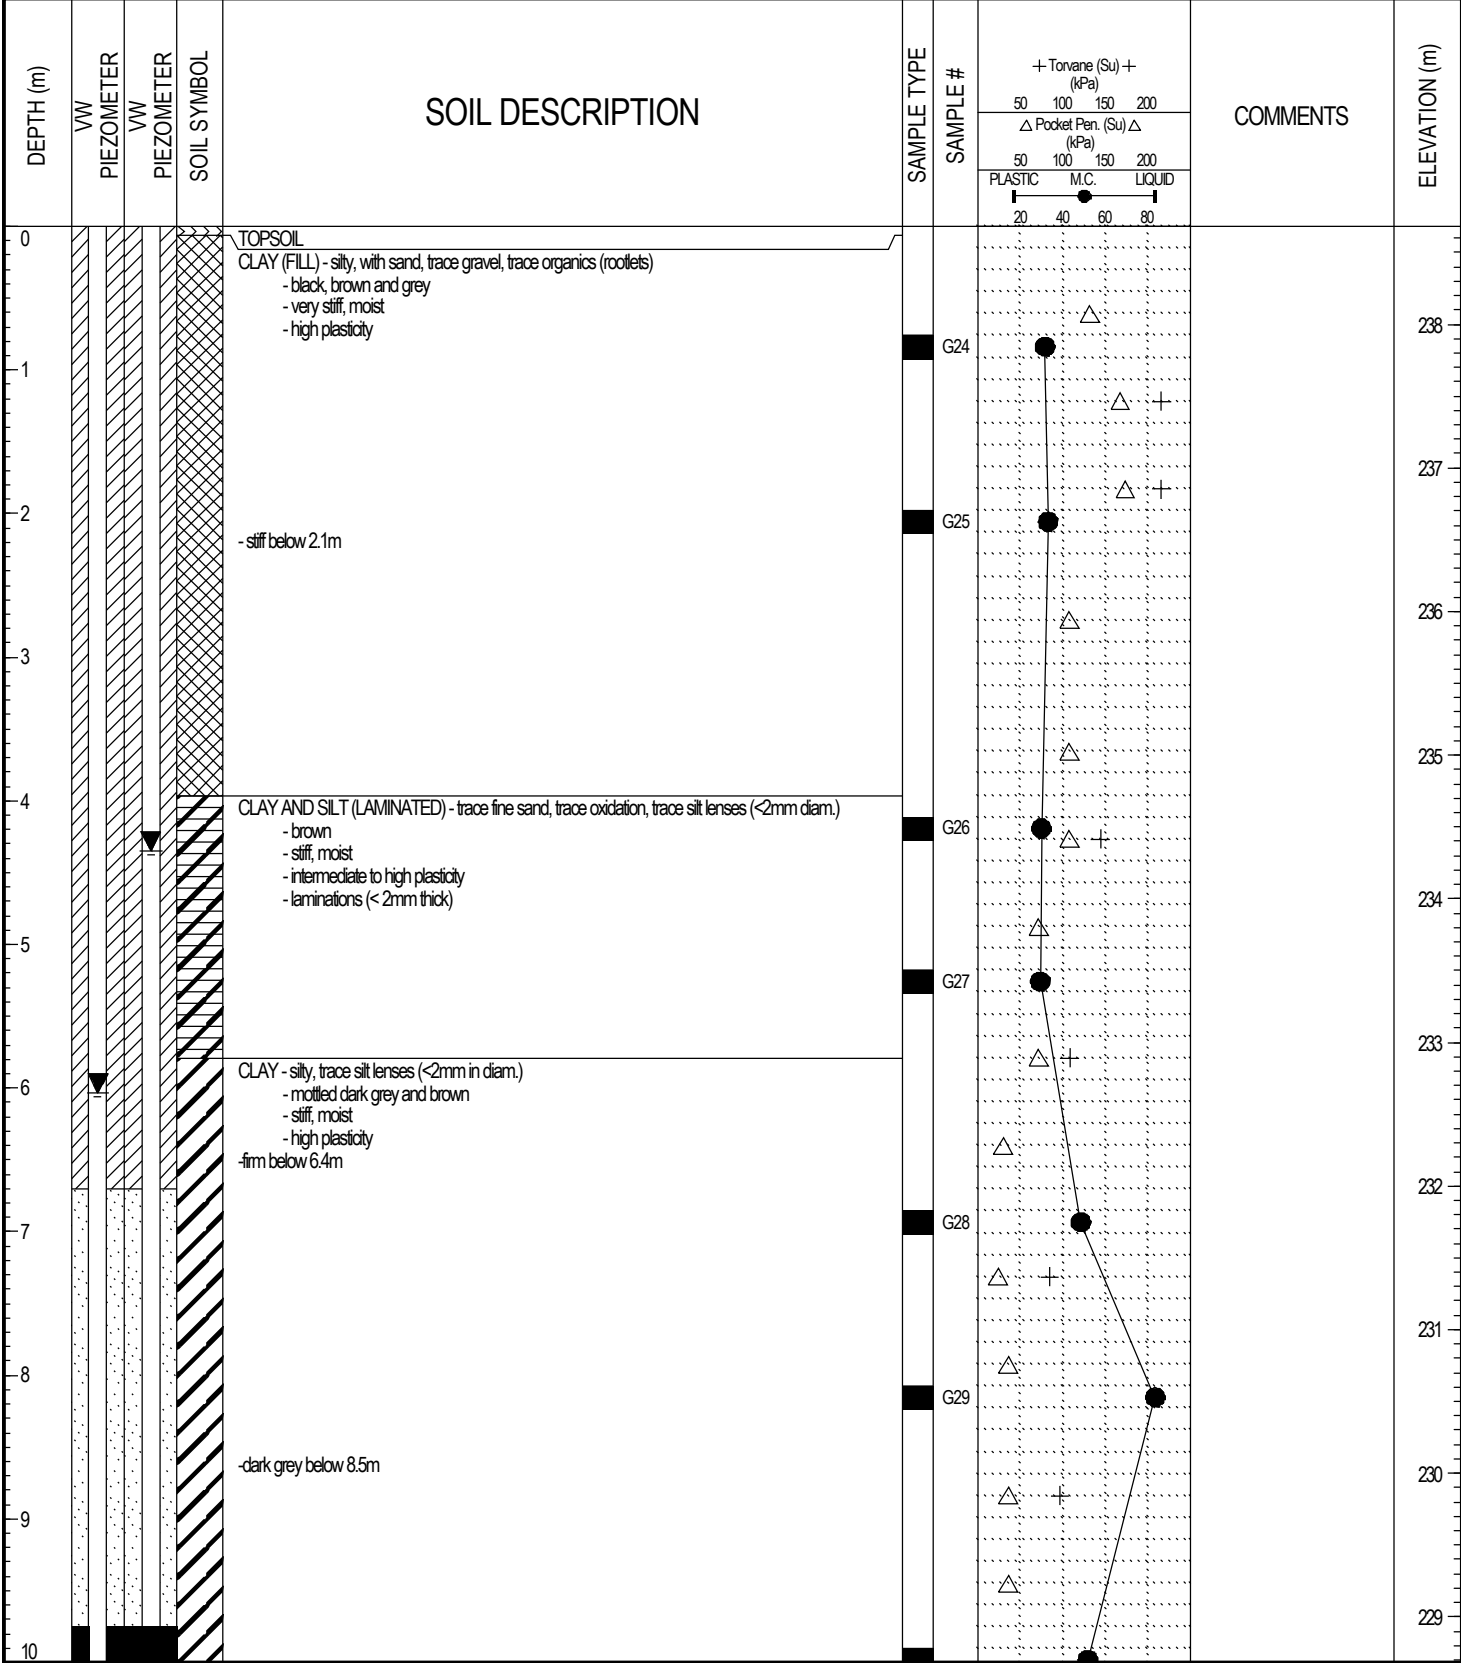 DEPTH (m)
VW
PIEZOMETER
VW
PIEZOMETER
SOIL SYMBOL
SOIL DESCRIPTION
SAMPLE TYPE
SAMPLE #
+ Torvane (Su) +
(kPa)
50 100 150 200
△ Pocket Pen. (Su) △
(kPa)
50 100 150 200
PLASTIC M.C. LIQUID
20 40 60 80
COMMENTS
ELEVATION (m)
0
TOPSOIL
CLAY (FILL) - silty, with sand, trace gravel, trace organics (rootlets)
- black, brown and grey
- very stiff, moist
- high plasticity
238
G24
1
237
2
G25
- stiff below 2.1m
236
3
235
4
CLAY AND SILT (LAMINATED) - trace fine sand, trace oxidation, trace silt lenses (<2mm diam.)
G26
- brown
- stiff, moist
- intermediate to high plasticity
- laminations (< 2mm thick)
234
5
G27
233
CLAY - silty, trace silt lenses (<2mm in diam.)
6
- mottled dark grey and brown
- stiff, moist
- high plasticity
-firm below 6.4m
232
7
G28
231
8
G29
-dark grey below 8.5m
230
9
229
10